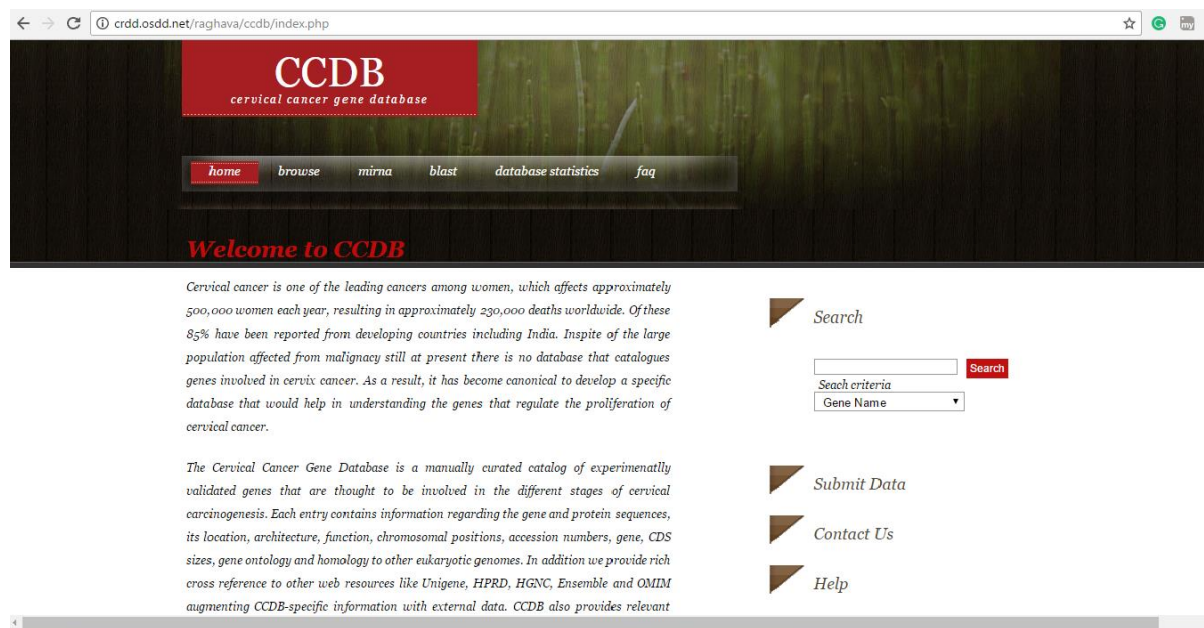 crdd.osdd.net/raghava/ccdb/index.php
my
CCDB
cervical cancer gene database
home browse mirna blast database statistics faq
Welcome to CCDB
Cervical cancer is one of the leading cancers among women, which affects approximately
500,000 women each year, resulting in approximately 230,000 deaths worldwide. Of these
85% have been reported from developing countries including India. Inspite of the large
population affected from malignacy still at present there is no database that catalogues
genes involved in cervix cancer. As a result, it has become canonical to develop a specific
database that would help in understanding the genes that regulate the proliferation of
cervical cancer.
The Cervical Cancer Gene Database is a manually curated catalog of experimenatlly
validated genes that are thought to be involved in the different stages of cervical
carcinogenesis. Each entry contains information regarding the gene and protein sequences,
its location, architecture, function, chromosomal positions, accession numbers, gene, CDS
sizes, gene ontology and homology to other eukaryotic genomes. In addition we provide rich
cross reference to other web resources like Unigene, HPRD, HGNC, Ensemble and OMIM
augmenting CCDB-specific information with external data. CCDB also provides relevant
Search
Search
Seach criteria
Gene Name
Submit Data
Contact Us
Help